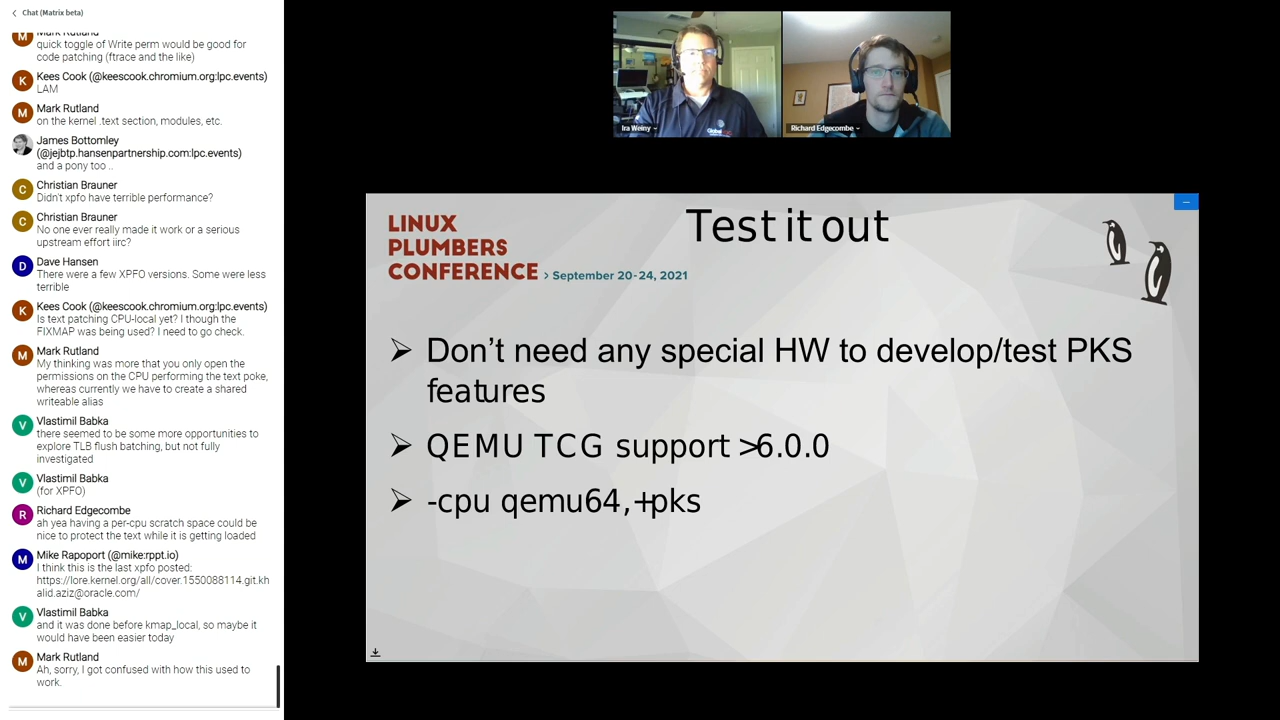 Chat (Matrix beta)
Mark Rutland
quick toggle of Write perm would be good for
code patching (ftrace and the like)
K
Kees Cook (@keescook.chromium.org:lpc.events)
LAM
M
Mark Rutland
on the kernel .text section, modules, etc.
James Bottomley
(@jejbtp.hansenpartnership.com:lpc.events)
and a pony too ..
C
Christian Brauner
Didn't xpfo have terrible performance?
C
Christian Brauner
No one ever really made it work or a serious
upstream effort iirc?
D
Dave Hansen
There were a few XPFO versions. Some were less
terrible
K
Kees Cook (@keescook.chromium.org:lpc.events)
Is text patching CPU-local yet? I though the
FIXMAP was being used? I need to go check.
M
Mark Rutland
My thinking was more that you only open the
permissions on the CPU performing the text poke,
whereas currently we have to create a shared
writeable alias
V
Vlastimil Babka
there seemed to be some more opportunities to
explore TLB flush batching, but not fully
investigated
V
Vlastimil Babka
(for XPFO)
R
Richard Edgecombe
ah yea having a per-cpu scratch space could be
nice to protect the text while it is getting loaded
M
Mike Rapoport (@mike:rppt.io)
I think this is the last xpfo posted:
https://lore.kernel.org/all/cover.1550088114.git.kh
alid.aziz@oracle.com/
V
Vlastimil Babka
and it was done before kmap_local, so maybe it
would have been easier today
M
Mark Rutland
Ah, sorry, I got confused with how this used to
work.
Ira Weiny
Richard Edgecombe
LINUX
PLUMBERS
CONFERENCE > September 20-24, 2021
Test it out
Don't need any special HW to develop/test PKS
features
QEMU TCG support >6.0.0
-cpu qemu64,+pks